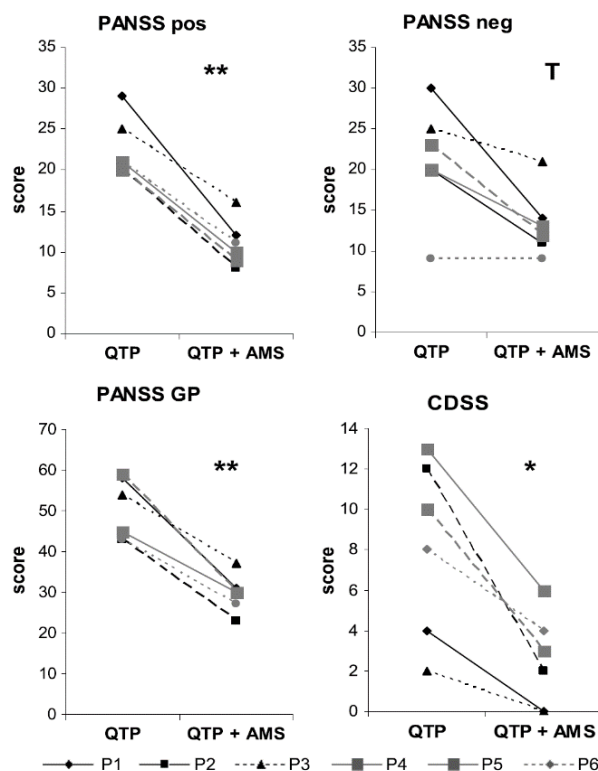 PANSS pos
35
30
25
20
15
10
5
0
score
**
QTP
QTP + AMS
PANSS neg
35
30
25
20
15
10
5
0
score
T
QTP
QTP + AMS
PANSS GP
70
60
50
40
30
20
10
0
score
**
QTP
QTP + AMS
CDSS
14
12
10
8
6
4
2
0
score
*
QTP
QTP + AMS
P1 P2 P3 P4 P5 P6